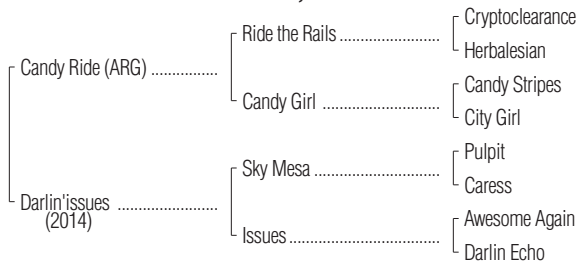 Cryptoclearance
Ride the Rails ....................
Herbalesian
Candy Ride (ARG) ...............
Candy Stripes
Candy Girl ........................
City Girl
Pulpit
Sky Mesa .........................
Caress
Darlin'issues ......................
(2014)
Awesome Again
Issues ..............................
Darlin Echo